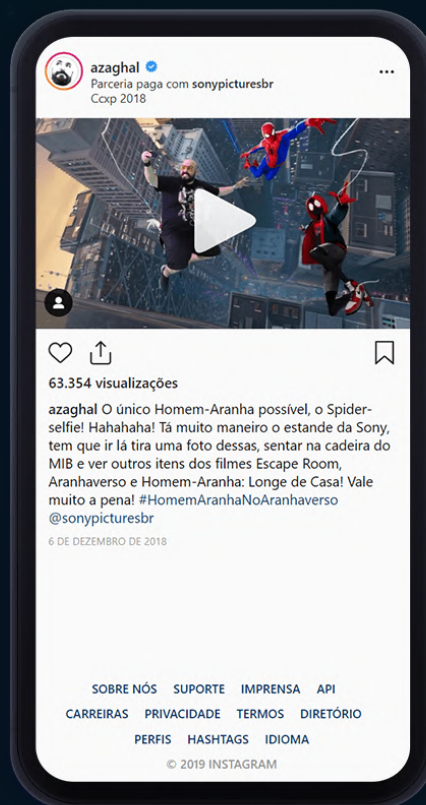 azaghal
Parceria paga com sonypicturesbr
Ccxp 2018
63.354 visualizações
azaghal O único Homem-Aranha possível, o Spider-
selfie! Hahahaha! Tá muito maneiro o estande da Sony,
tem que ir lá tira uma foto dessas, sentar na cadeira do
MIB e ver outros itens dos filmes Escape Room,
Aranhaverso e Homem-Aranha: Longe de Casa! Vale
muito a pena! #HomemAranhaNoAranhaverso
@sonypicturesbr
6 DE DEZEMBRO DE 2018
SOBRE NÓS SUPORTE IMPRENSA API
CARREIRAS PRIVACIDADE TERMOS DIRETÓRIO
PERFIS HASHTAGS IDIOMA
© 2019 INSTAGRAM